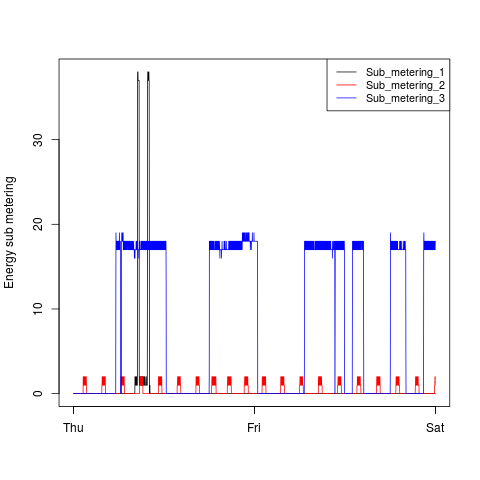 Sub_metering_1
Sub_metering_2
Sub_metering_3
Energy sub metering
30
20
10
0
Thu Fri Sat